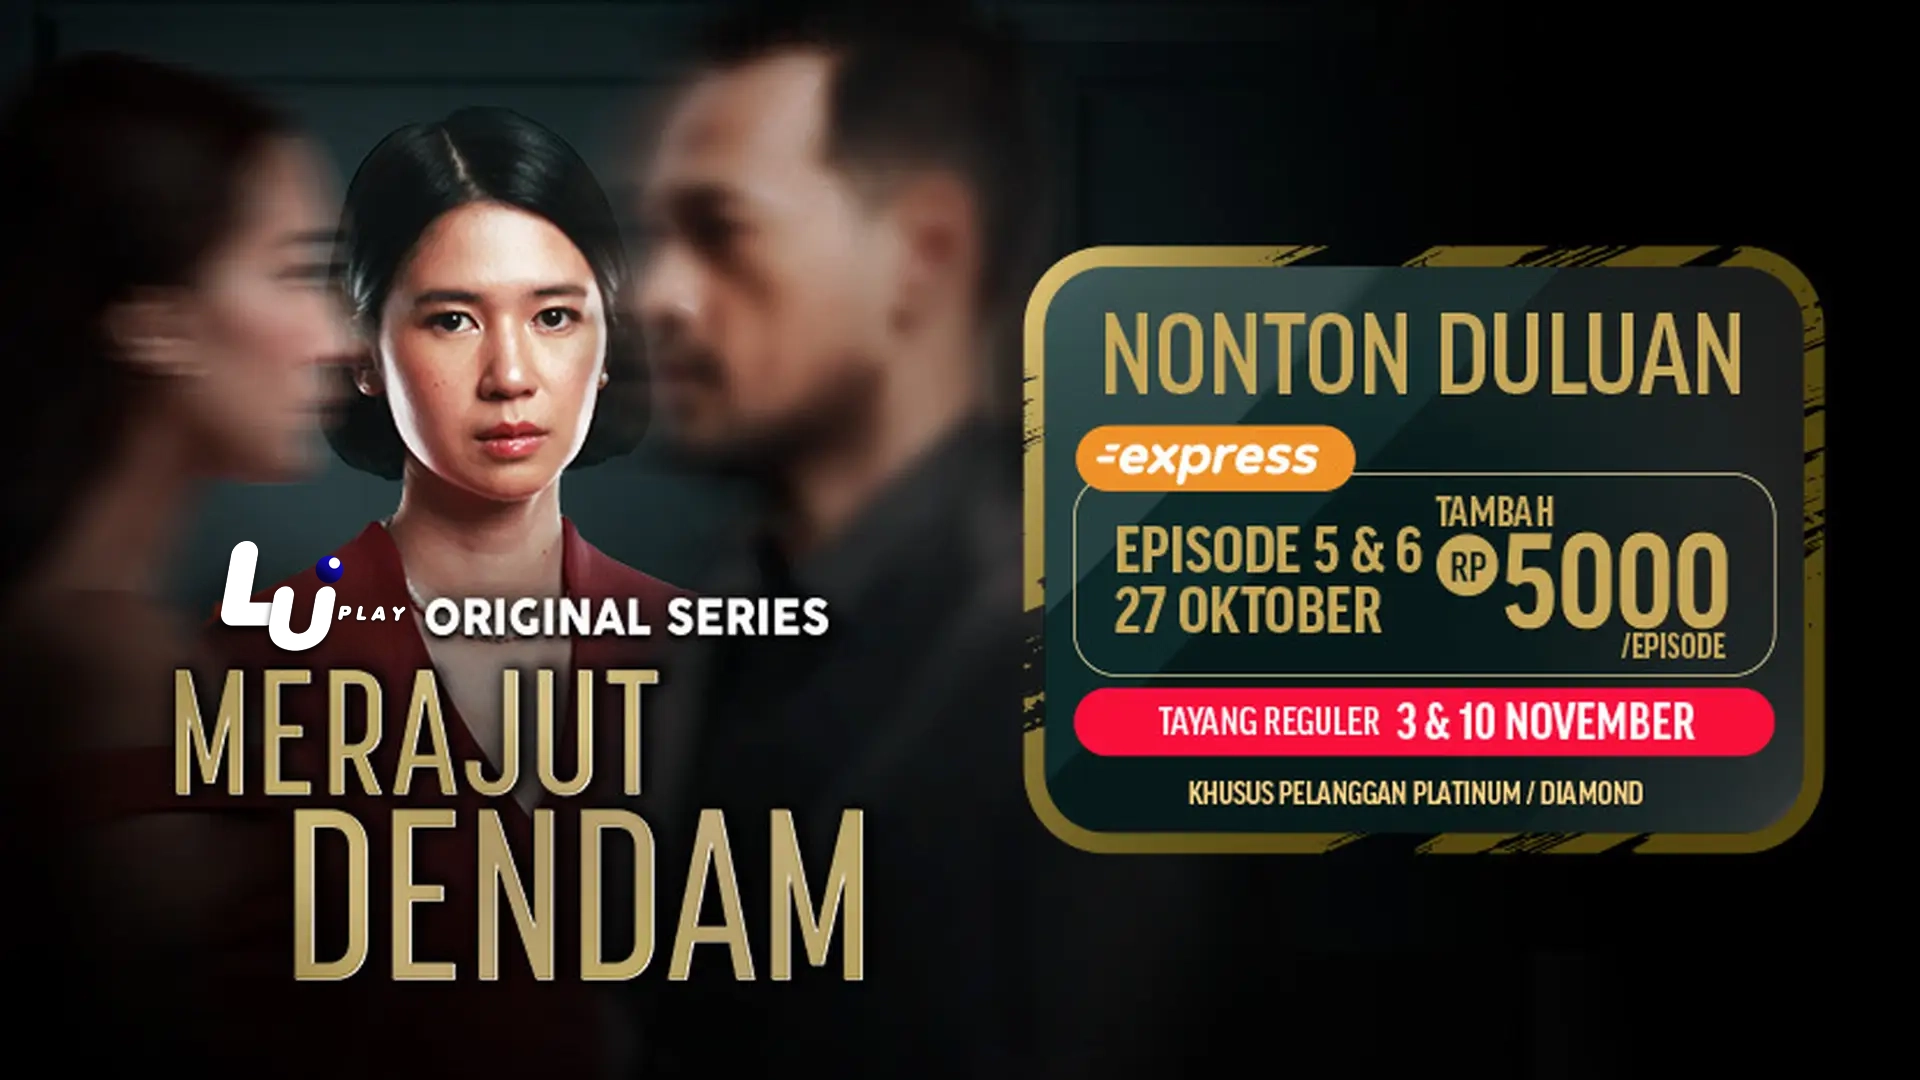 LU PLAY ORIGINAL SERIES
MERAJUT
DENDAM
NONTON DULUAN
express
EPISODE 5 & 6
27 OKTOBER
TAMBAH
RP 5000
/EPISODE
TAYANG REGULER 3 & 10 NOVEMBER
KHUSUS PELANGGAN PLATINUM / DIAMOND